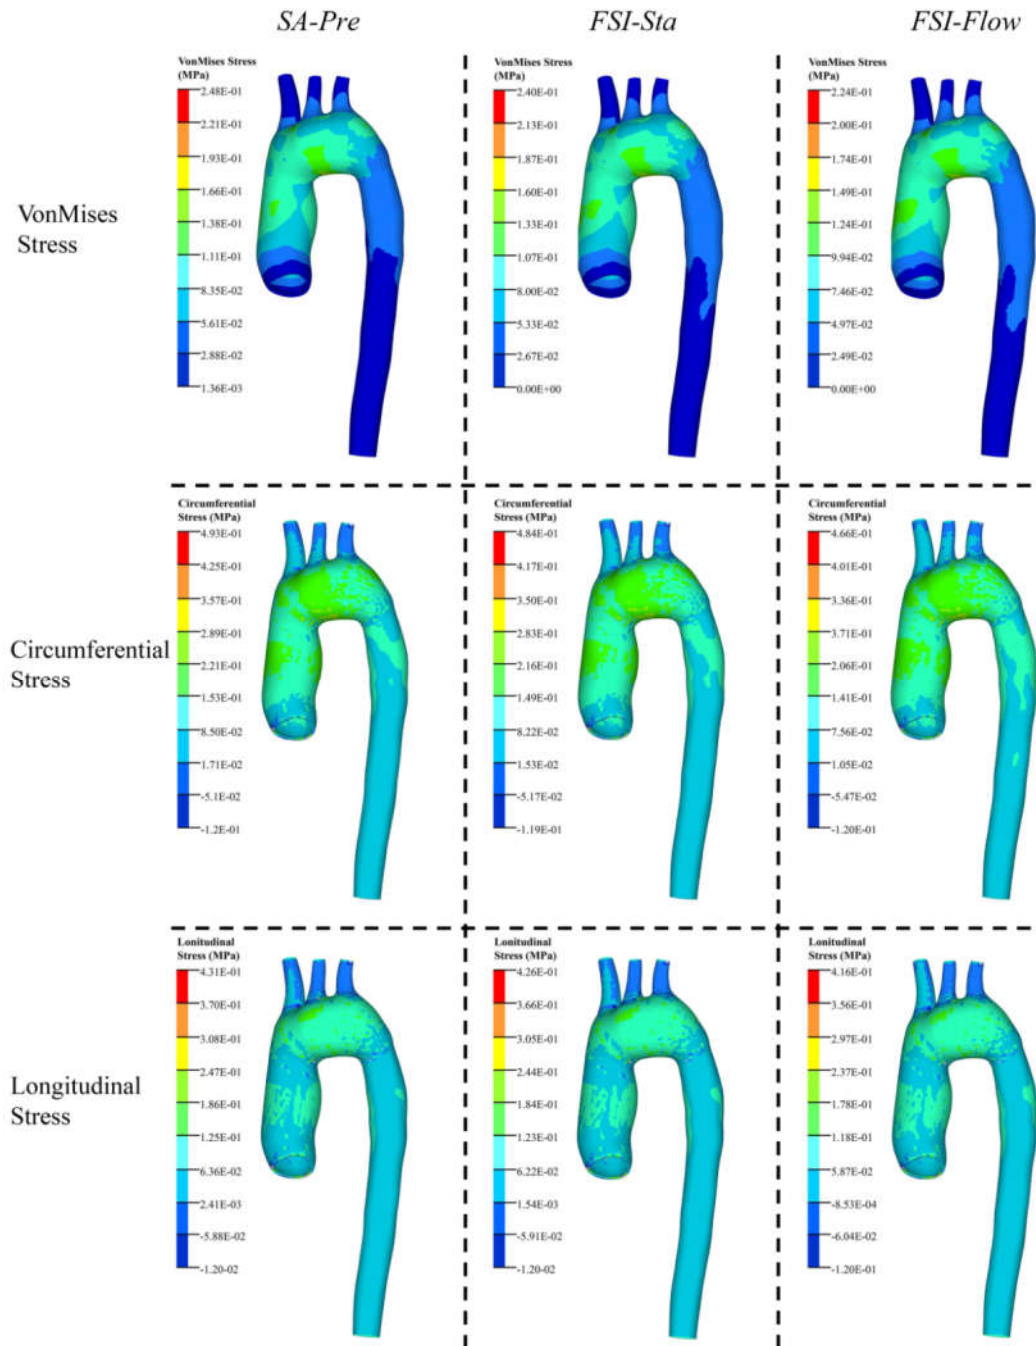 SA-Pre
FSI-Sta
FSI-Flow
VonMises
Stress
VonMises Stress
(MPa)
2.48E-01
2.21E-01
1.93E-01
1.66E-01
1.38E-01
1.11E-01
8.35E-02
5.61E-02
2.88E-02
1.36E-03
VonMises Stress
(MPa)
2.40E-01
2.13E-01
1.87E-01
1.60E-01
1.33E-01
1.07E-01
8.00E-02
5.33E-02
2.67E-02
0.00E+00
VonMises Stress
(MPa)
2.24E-01
2.00E-01
1.74E-01
1.49E-01
1.24E-01
9.94E-02
7.46E-02
4.97E-02
2.49E-02
0.00E+00
Circumferential
Stress
Circumferential
Stress (MPa)
4.93E-01
4.25E-01
3.57E-01
2.89E-01
2.21E-01
1.53E-01
8.50E-02
1.71E-02
-5.1E-02
-1.2E-01
Circumferential
Stress (MPa)
4.84E-01
4.17E-01
3.50E-01
2.83E-01
2.16E-01
1.49E-01
8.22E-02
1.53E-02
-5.17E-02
-1.19E-01
Circumferential
Stress (MPa)
4.66E-01
4.01E-01
3.36E-01
3.71E-01
2.06E-01
1.41E-01
7.56E-02
1.05E-02
-5.47E-02
-1.20E-01
Longitudinal
Stress
Lonitudinal
Stress (MPa)
4.31E-01
3.70E-01
3.08E-01
2.47E-01
1.86E-01
1.25E-01
6.36E-02
2.41E-03
-5.88E-02
-1.20-02
Lonitudinal
Stress (MPa)
4.26E-01
3.66E-01
3.05E-01
2.44E-01
1.84E-01
1.23E-01
6.22E-02
1.54E-03
-5.91E-02
-1.20-02
Lonitudinal
Stress (MPa)
4.16E-01
3.56E-01
2.97E-01
2.37E-01
1.78E-01
1.18E-01
5.87E-02
-8.53E-04
-6.04E-02
-1.20E-01